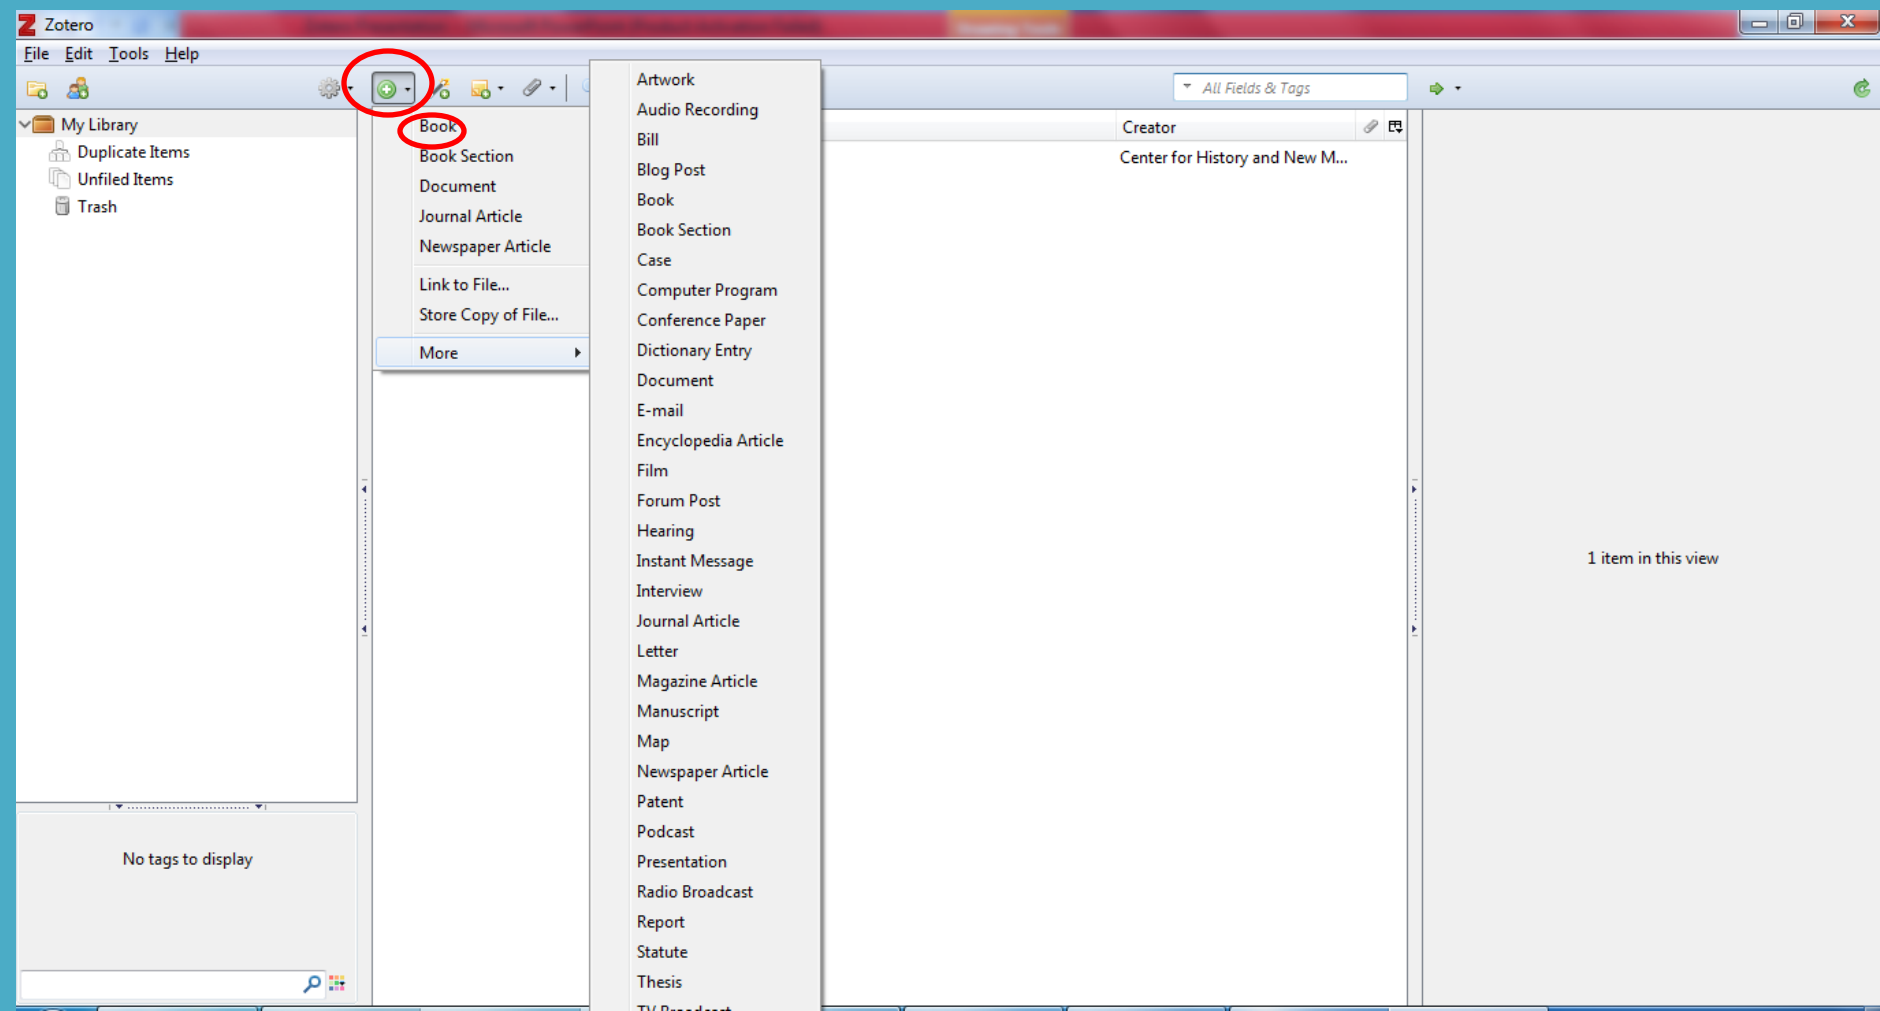 Zotero
File Edit Tools Help
All Fields & Tags
My Library
Duplicate Items
Unfiled Items
Trash
Book
Book Section
Document
Journal Article
Newspaper Article
Link to File...
Store Copy of File...
More
Artwork
Audio Recording
Bill
Blog Post
Book
Book Section
Case
Computer Program
Conference Paper
Dictionary Entry
Document
E-mail
Encyclopedia Article
Film
Forum Post
Hearing
Instant Message
Interview
Journal Article
Letter
Magazine Article
Manuscript
Map
Newspaper Article
Patent
Podcast
Presentation
Radio Broadcast
Report
Statute
Thesis
TV Broadcast
Creator
Center for History and New M...
1 item in this view
No tags to display